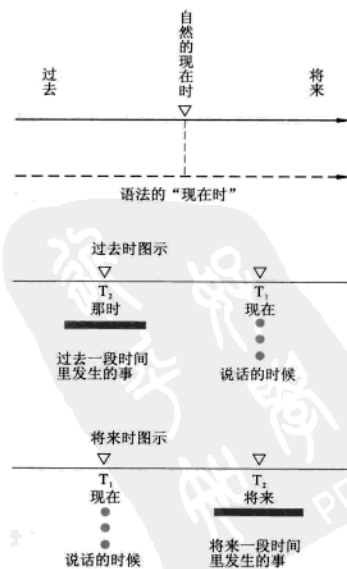 自然的现在时
过去
将来
语法的“现在时”
过去时图示
T₂
T₁
那时
现在
过去一段时间
里发生的事
说话的时候
将来时图示
T₁
T₂
现在
将来
说话的时候
将来一段时间
里发生的事